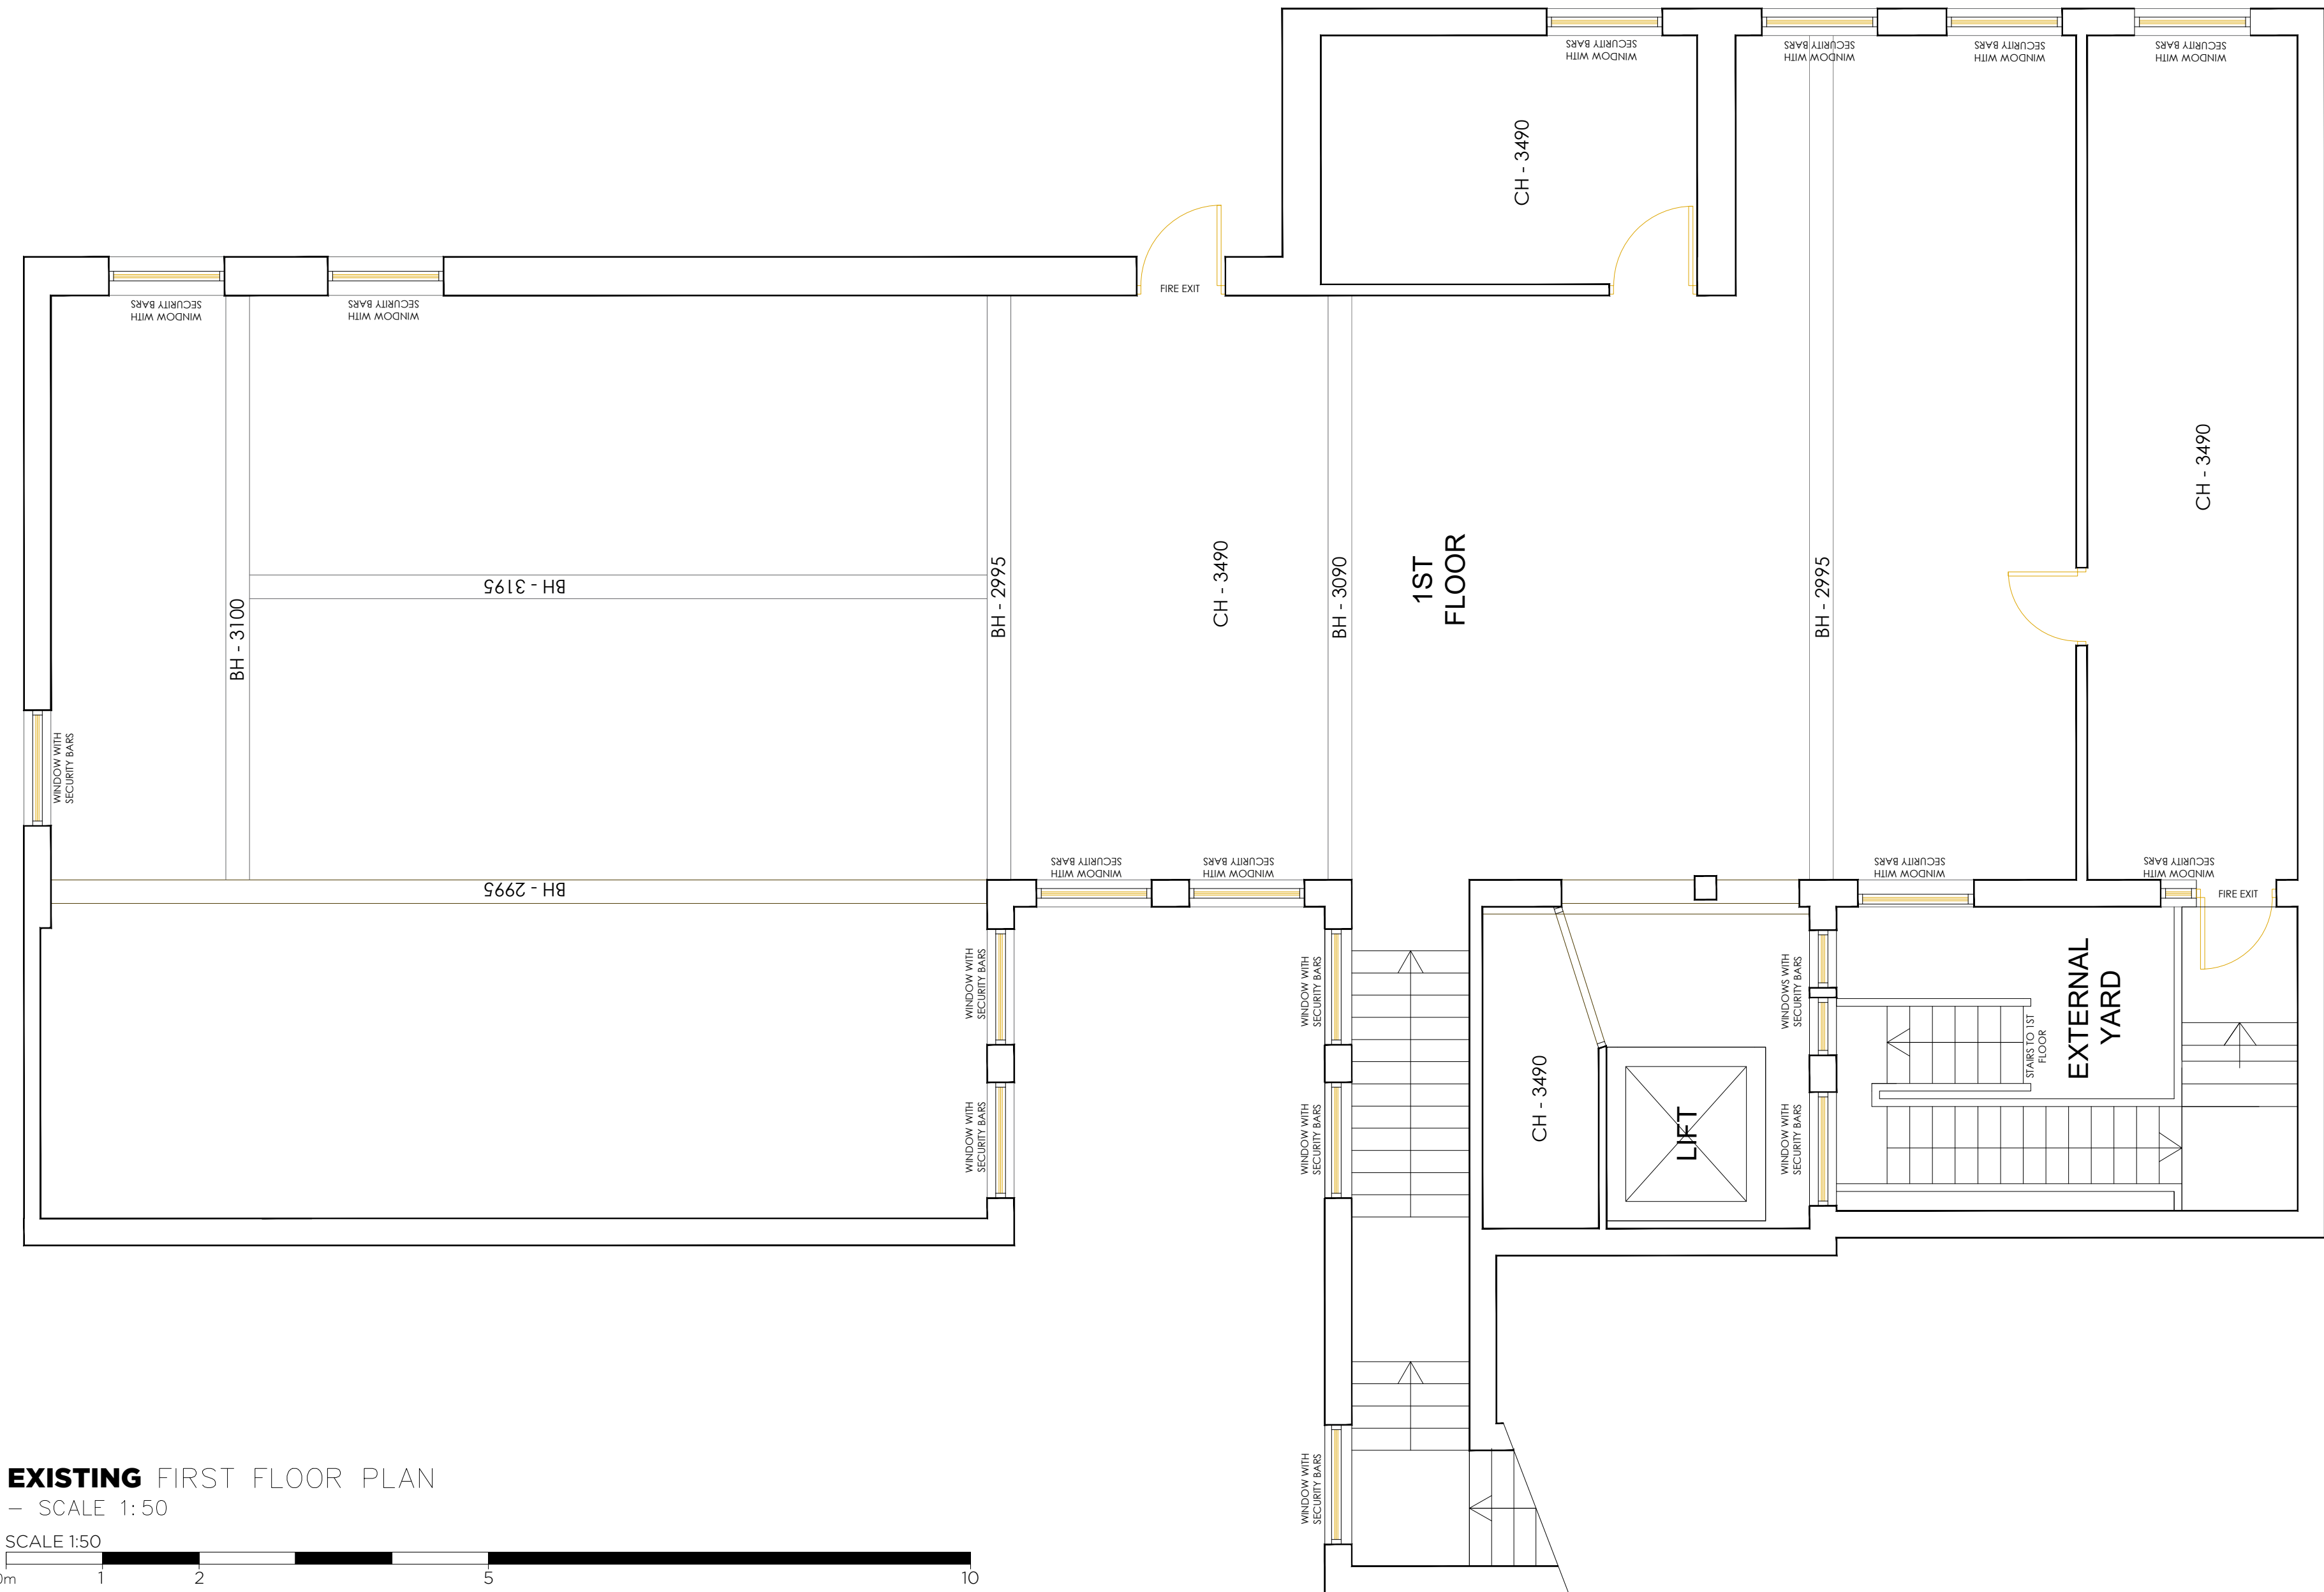 SECURITY BARS
WINDOW WITH
SECURITY BARS
WINDOW WITH
SECURITY BARS
WINDOW WITH
SECURITY BARS
WINDOW WITH
CH - 3490
FIRE EXIT
SECURITY BARS
WINDOW WITH
SECURITY BARS
WINDOW WITH
CH - 3490
BH - 3195
BH - 2995
CH - 3490
BH - 3090
1ST
FLOOR
BH - 2995
BH - 3100
WINDOW WITH
SECURITY BARS
BH - 2995
SECURITY BARS
WINDOW WITH
SECURITY BARS
WINDOW WITH
SECURITY BARS
WINDOW WITH
SECURITY BARS
WINDOW WITH
FIRE EXIT
WINDOW WITH
SECURITY BARS
WINDOW WITH
SECURITY BARS
WINDOWS WITH
SECURITY BARS
EXTERNAL
YARD
STAIRS TO 1ST
FLOOR
WINDOW WITH
SECURITY BARS
WINDOW WITH
SECURITY BARS
CH - 3490
LIFT
WINDOW WITH
SECURITY BARS
WINDOW WITH
SECURITY BARS
EXISTING FIRST FLOOR PLAN
- SCALE 1:50
SCALE 1:50
0m 1 2 5 10